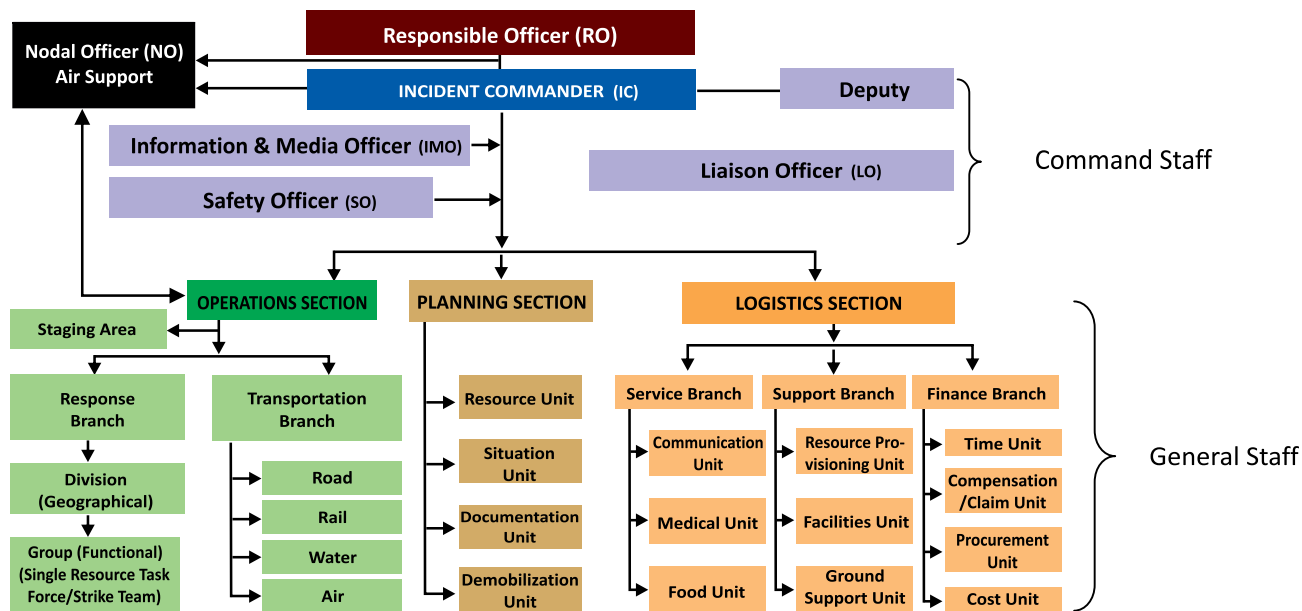 Responsible Officer (RO)
Nodal Officer (NO)
Air Support
INCIDENT COMMANDER (IC)
Deputy
Information & Media Officer (IMO)
Liaison Officer (LO)
Safety Officer (SO)
Command Staff
OPERATIONS SECTION
PLANNING SECTION
LOGISTICS SECTION
Staging Area
Response
Branch
Division
(Geographical)
Group (Functional)
(Single Resource Task
Force/Strike Team)
Transportation
Branch
Road
Rail
Water
Air
Resource Unit
Situation
Unit
Documentation
Unit
Demobilization
Unit
Service Branch
Communication
Unit
Medical Unit
Food Unit
Support Branch
Resource Pro-
visioning Unit
Facilities Unit
Ground
Support Unit
Finance Branch
Time Unit
Compensation
/Claim Unit
Procurement
Unit
Cost Unit
General Staff